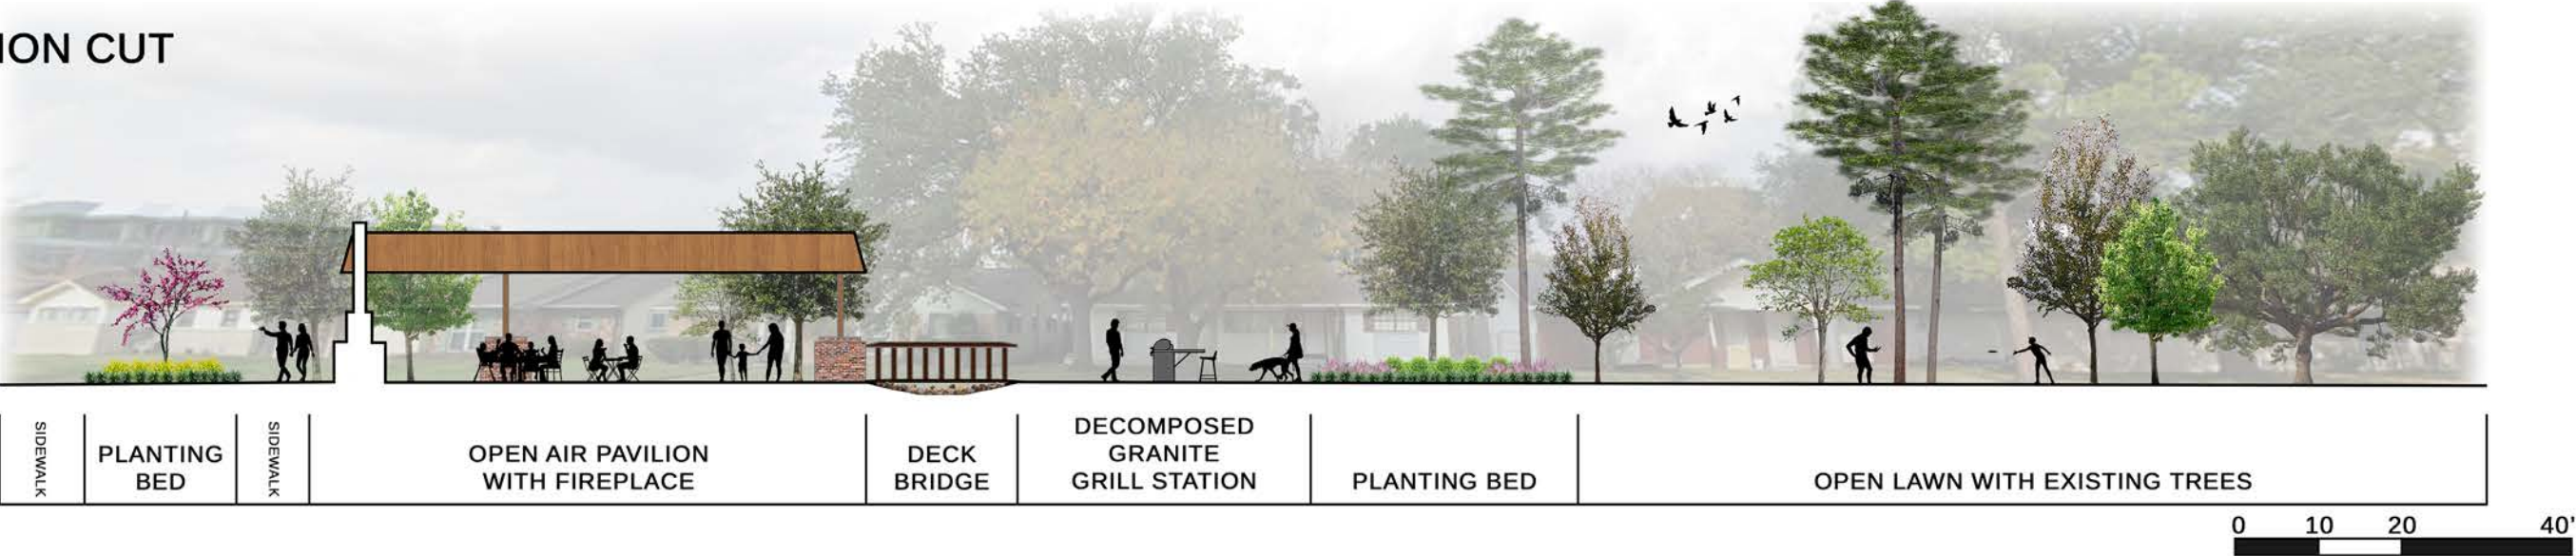 ION CUT
SIDEWALK
PLANTING
BED
SIDEWALK
OPEN AIR PAVILION
WITH FIREPLACE
DECK
BRIDGE
DECOMPOSED
GRANITE
GRILL STATION
PLANTING BED
OPEN LAWN WITH EXISTING TREES
0 10 20 40'